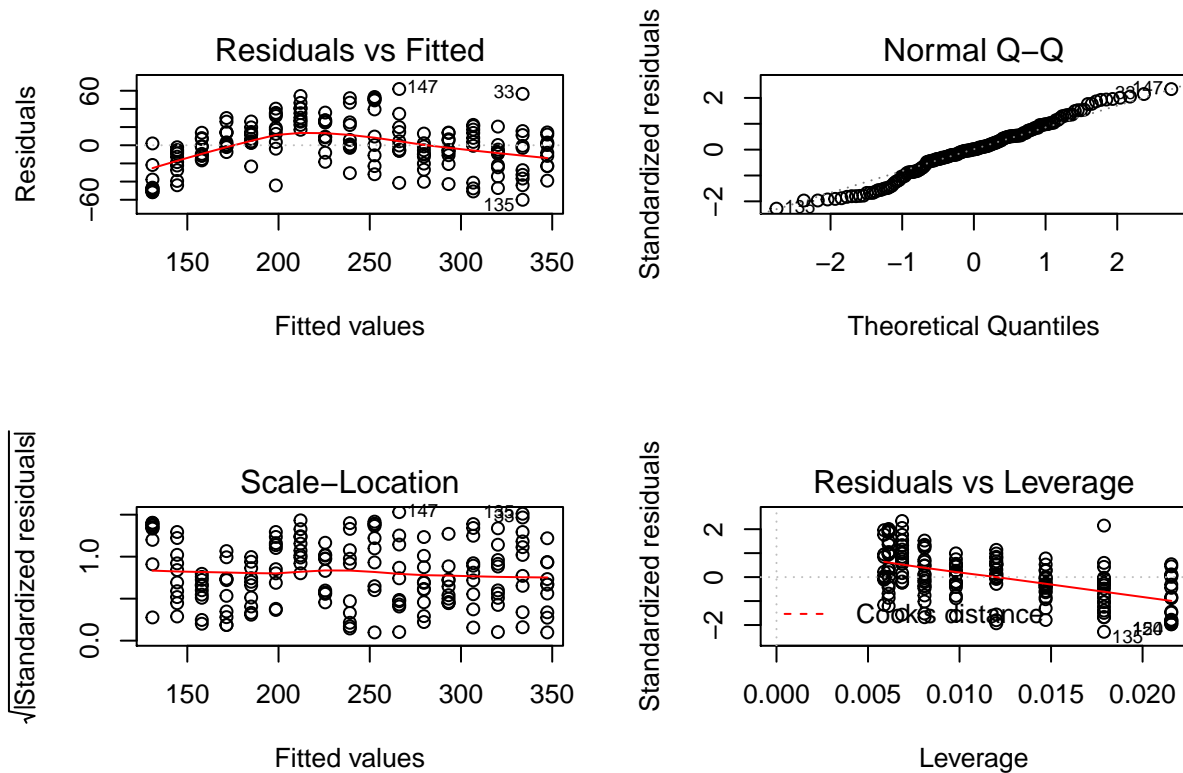 Residuals vs Fitted
Residuals
60
0
−60
147
33
135
150 200 250 300 350
Fitted values
Normal Q−Q
Standardized residuals
2
0
−2
33
147
135
−2 −1 0 1 2
Theoretical Quantiles
Scale−Location
√|Standardized residuals|
1.0
0.0
147
135
33
150 200 250 300 350
Fitted values
Residuals vs Leverage
Standardized residuals
2
0
−2
Cook's distance
135
0.000 0.005 0.010 0.015 0.020
Leverage